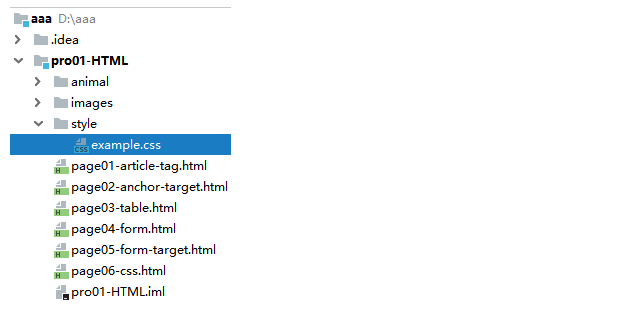 aaa D:\aaa
.idea
pro01-HTML
animal
images
style
CSS example.css
H page01-article-tag.html
H page02-anchor-target.html
H page03-table.html
H page04-form.html
H page05-form-target.html
H page06-css.html
pro01-HTML.iml